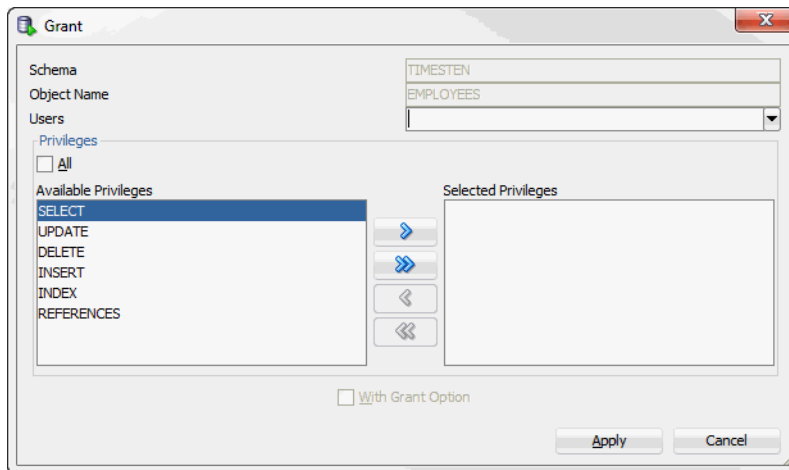 Grant
Schema
TIMESTEN
Object Name
EMPLOYEES
Users
Privileges
All
Available Privileges
Selected Privileges
SELECT
UPDATE
DELETE
INSERT
INDEX
REFERENCES
With Grant Option
Apply
Cancel